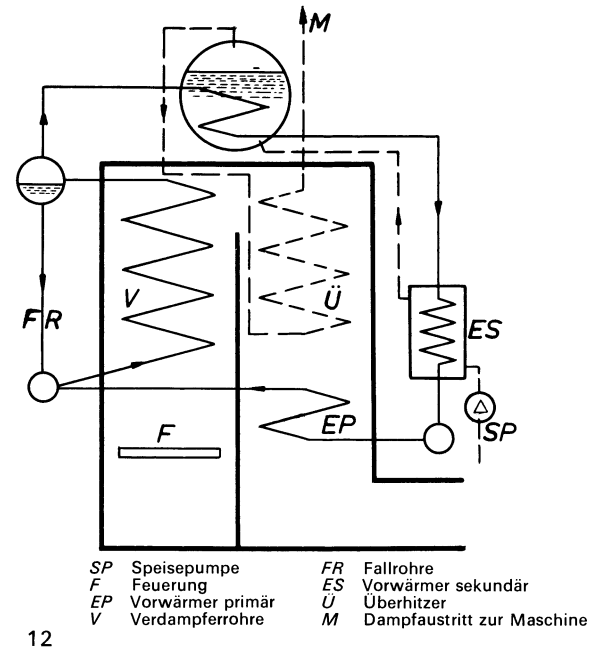 M
V
Ü
FR
ES
F
EP
SP
SP Speisepumpe
F Feuerung
EP Vorwärmer primär
V Verdampferrohre
FR Fallrohre
ES Vorwärmer sekundär
Ü Überhitzer
M Dampfaustritt zur Maschine
12